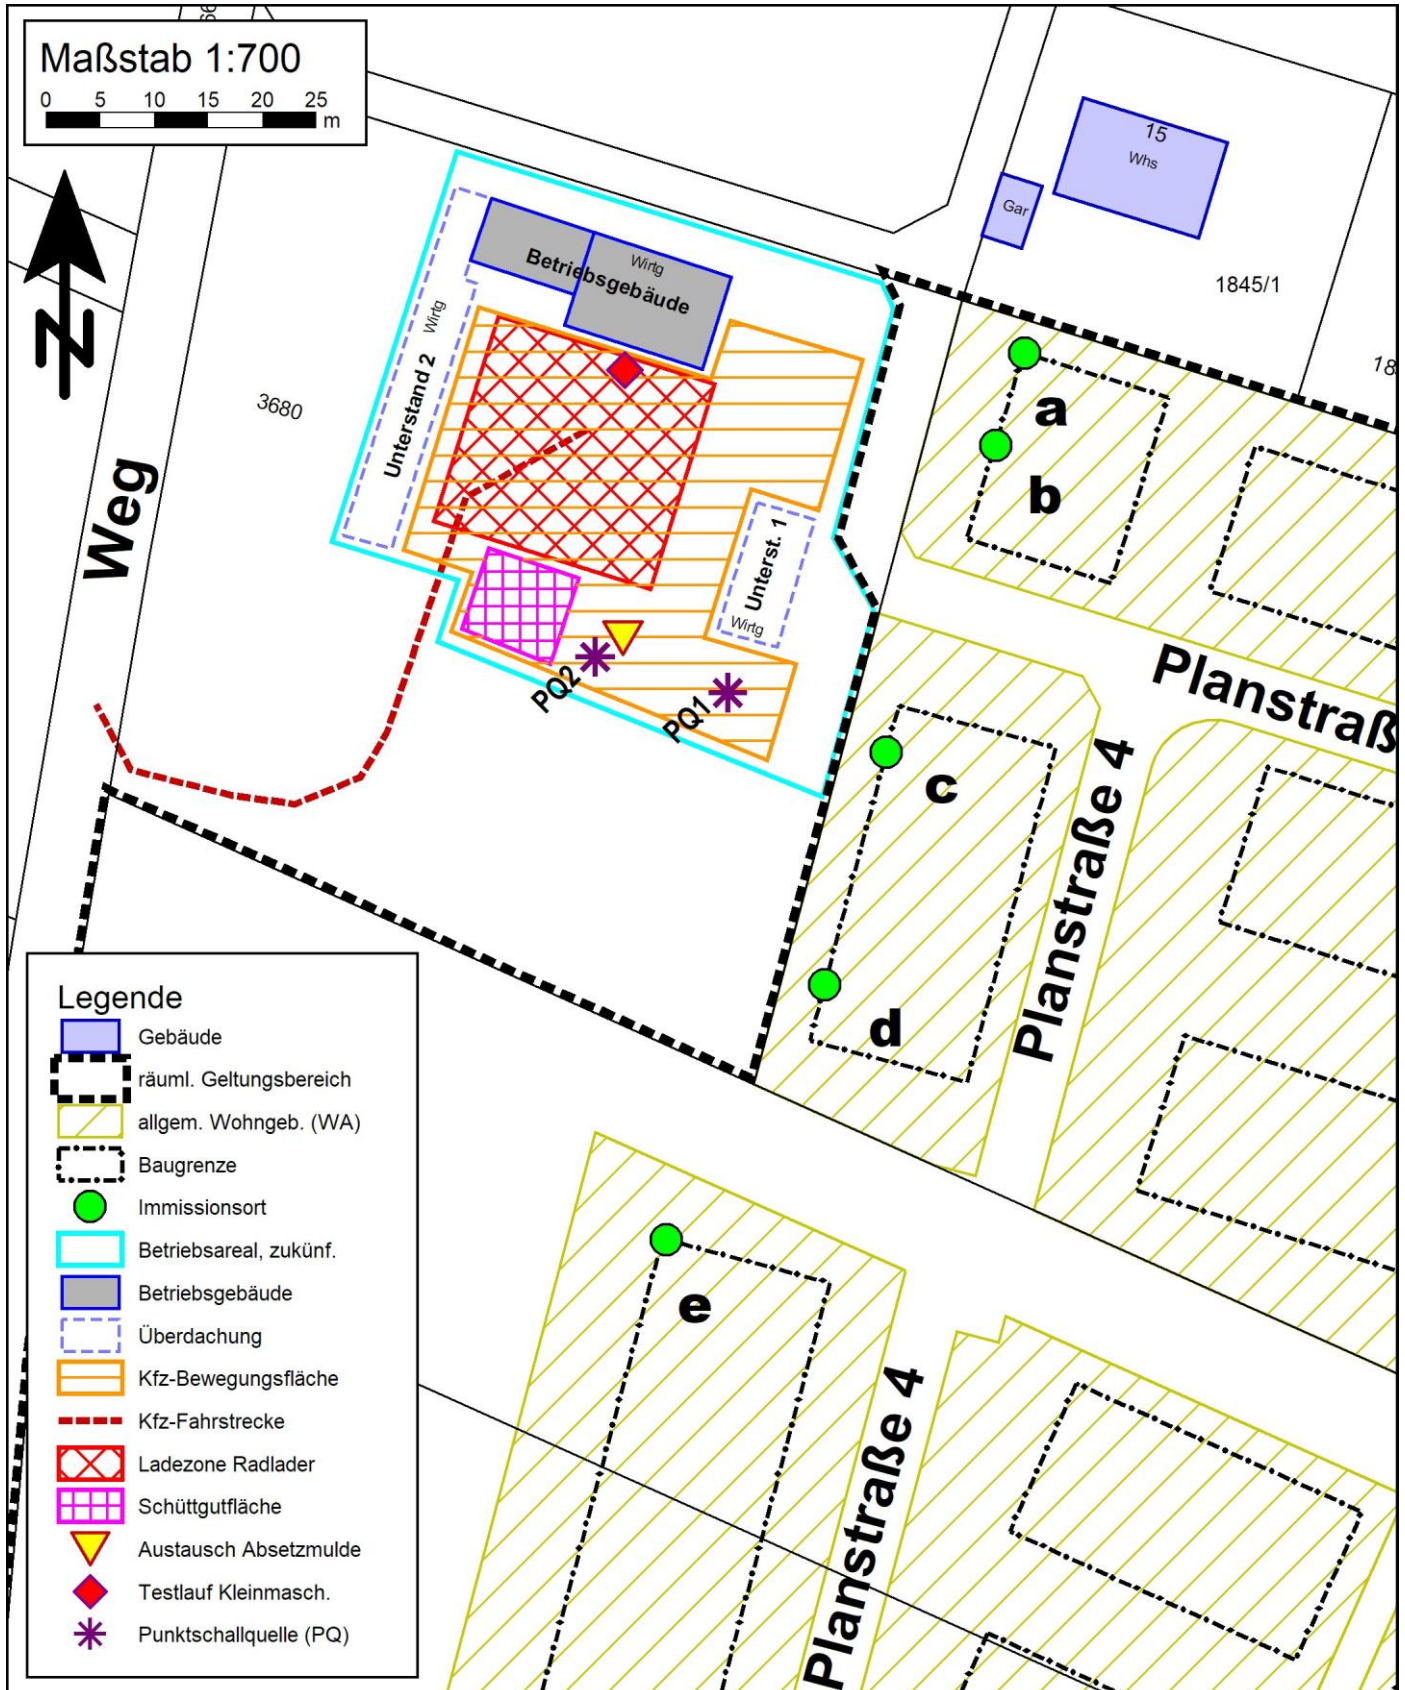 Maßstab 1:700
0 5 10 15 20 25
m
15
Whs
Gar
1845/1
Wirtg
Betriebsgebäude
Wirtg
Unterstand 2
3680
Weg
a
b
Unterst. 1
Wirtg
PQ2
PQ1
Planstraß
c
Planstraße 4
d
e
Planstraße 4
Legende
Gebäude
räuml. Geltungsbereich
allgem. Wohngeb. (WA)
Baugrenze
Immissionsort
Betriebsareal, zukünf.
Betriebsgebäude
Überdachung
Kfz-Bewegungsfläche
Kfz-Fahrstrecke
Ladezone Radlader
Schüttgutfläche
Austausch Absetzmulde
Testlauf Kleinmasch.
Punktschallquelle (PQ)